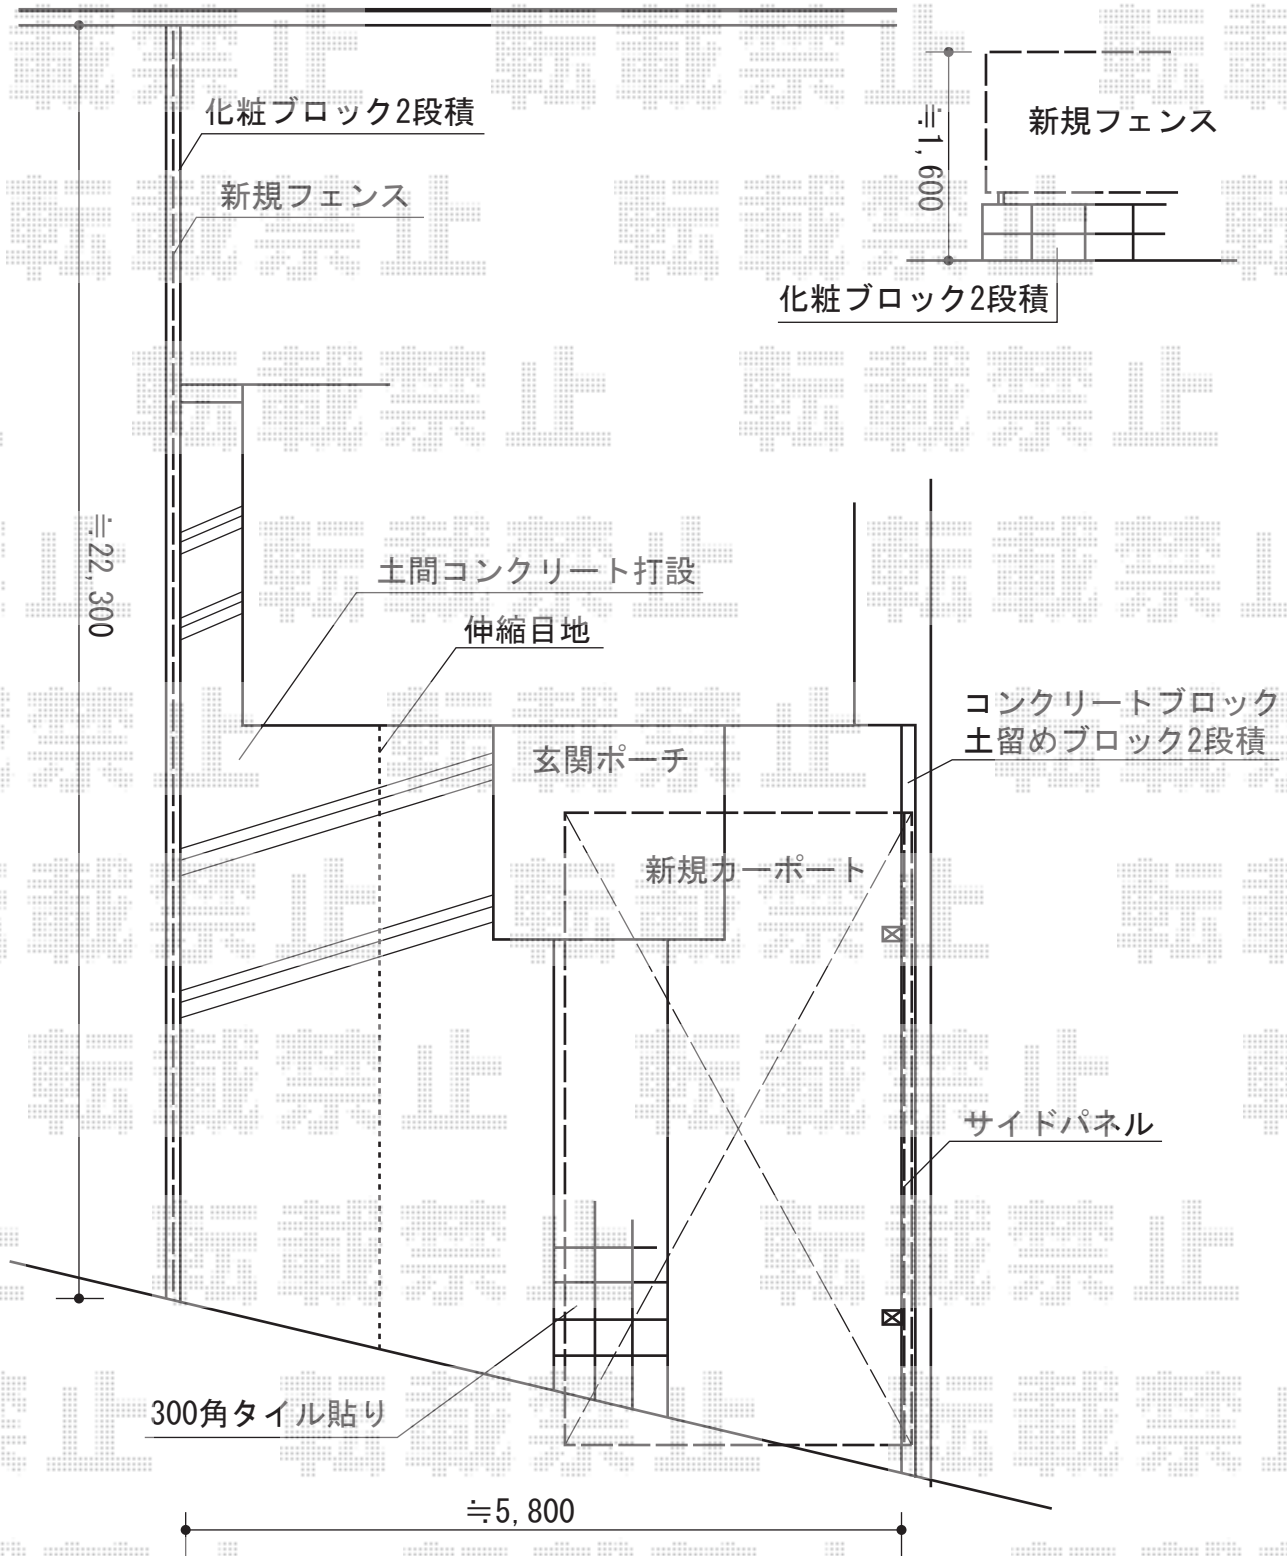 化粧ブロック2段積
新規フェンス
≒1,600
新規フェンス
化粧ブロック2段積
≒22,300
土間コンクリート打設
伸縮目地
コンクリートブロック
土留めブロック2段積
玄関ポーチ
新規カーポート
サイドパネル
300角タイル貼り
≒5,800
転載禁止